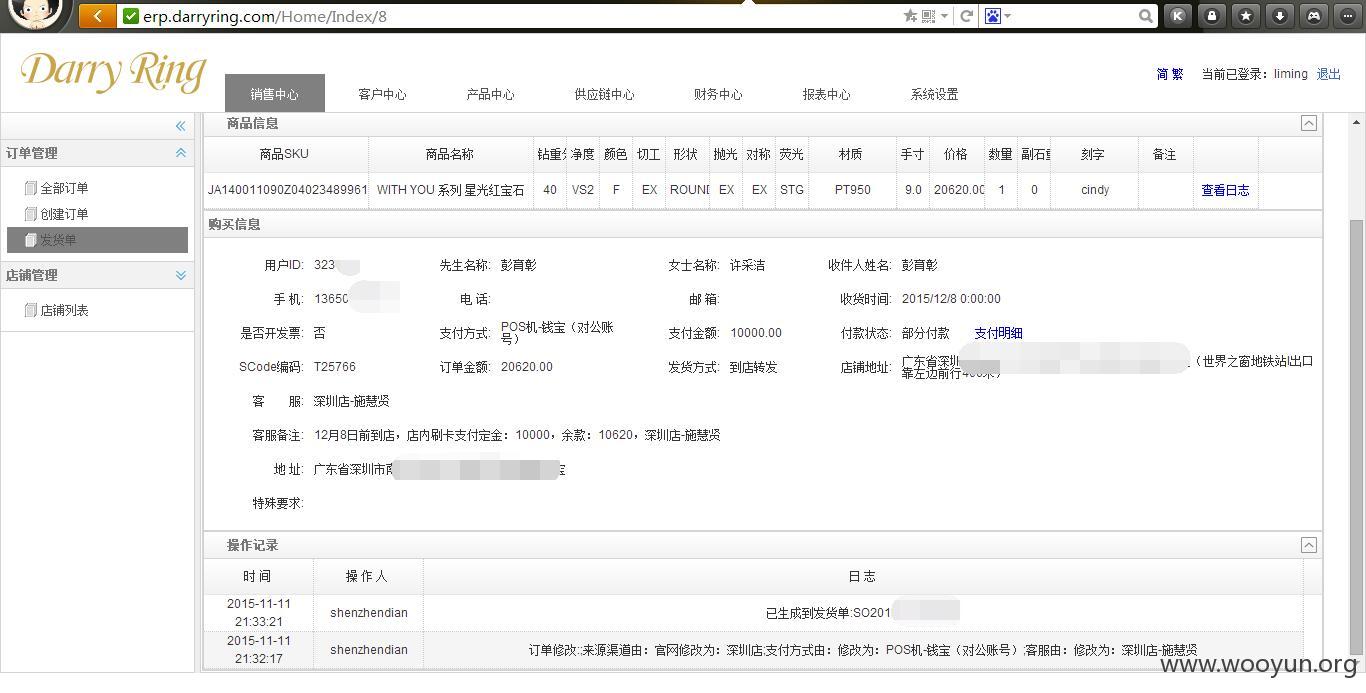 erp.darryring.com/Home/Index/8
Darry Ring
销售中心 客户中心 产品中心 供应链中心 财务中心 报表中心 系统设置
简 繁 当前已登录: liming 退出
订单管理
全部订单
创建订单
发货单
店铺管理
店铺列表
商品信息
商品SKU 商品名称 钻重 净度 颜色 切工 形状 抛光 对称 荧光 材质 手寸 价格 数量 副石重 刻字 备注
JA140011090Z04023489961 WITH YOU 系列 星光红宝石 40 VS2 F EX ROUND EX EX STG PT950 9.0 20620.00 1 0 cindy 查看日志
购买信息
用户ID: 323 先生名称: 彭育彰 女士名称: 许采洁 收件人姓名: 彭育彰
手 机: 1365 电 话: 邮 箱: 收货时间: 2015/12/8 0:00:00
是否开发票: 否 支付方式: POS机-钱宝（对公账号） 支付金额: 10000.00 付款状态: 部分付款 支付明细
SCode编码: T25766 订单金额: 20620.00 发货方式: 到店转发 店铺地址: 广东省深圳 （世界之窗地铁站I出口
靠左边前行
客 服: 深圳店-施慧贤
客服备注: 12月8日前到店，店内刷卡支付定金：10000，余款：10620，深圳店-施慧贤
地 址: 广东省深圳市
特殊要求:
操作记录
时 间 操 作 人 日 志
2015-11-11 21:33:21 shenzhendian 已生成到发货单:SO201
2015-11-11 21:32:17 shenzhendian 订单修改:;来源渠道由：官网修改为：深圳店;支付方式由：修改为：POS机-钱宝（对公账号）;客服由：修改为：深圳店-施慧贤
www.wooyun.org